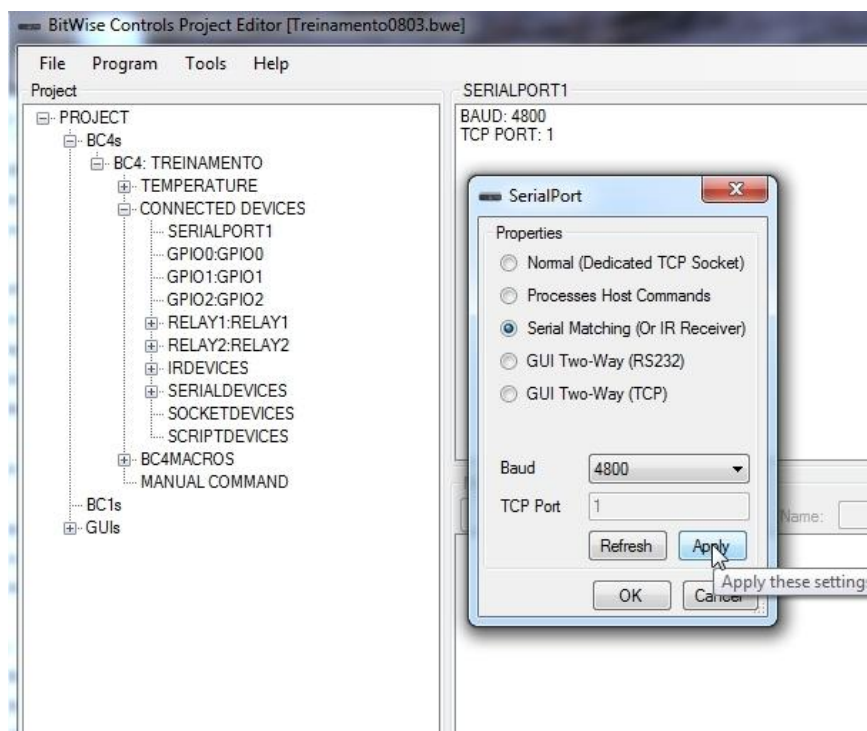 BitWise Controls Project Editor [Treinamento0803.bwe]
File Program Tools Help
Project
PROJECT
BC4s
BC4: TREINAMENTO
TEMPERATURE
CONNECTED DEVICES
SERIALPORT1
GPIO0:GPIO0
GPIO1:GPIO1
GPIO2:GPIO2
RELAY1:RELAY1
RELAY2:RELAY2
IRDEVICES
SERIALDEVICES
SOCKETDEVICES
SCRIPTDEVICES
BC4MACROS
MANUAL COMMAND
BC1s
GUIs
SERIALPORT1
BAUD: 4800
TCP PORT: 1
SerialPort
Properties
Normal (Dedicated TCP Socket)
Processes Host Commands
Serial Matching (Or IR Receiver)
GUI Two-Way (RS232)
GUI Two-Way (TCP)
Baud 4800
TCP Port 1
Name:
Refresh Apply
Apply these settings
OK Cancel